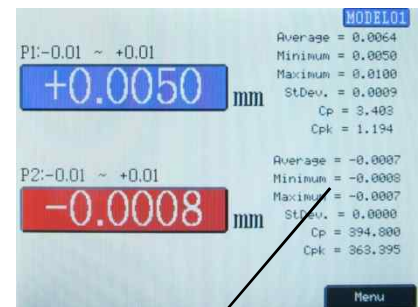 MODEL01
P1:-0.01 ~ +0.01
+0.0050 mm
Average = 0.0064
Minimum = 0.0050
Maximum = 0.0100
StDev. = 0.0009
Cp = 3.403
Cpk = 1.194
P2:-0.01 ~ +0.01
-0.0008 mm
Average = -0.0007
Minimum = -0.0008
Maximum = -0.0007
StDev. = 0.0000
Cp = 394.800
Cpk = 363.395
Menu